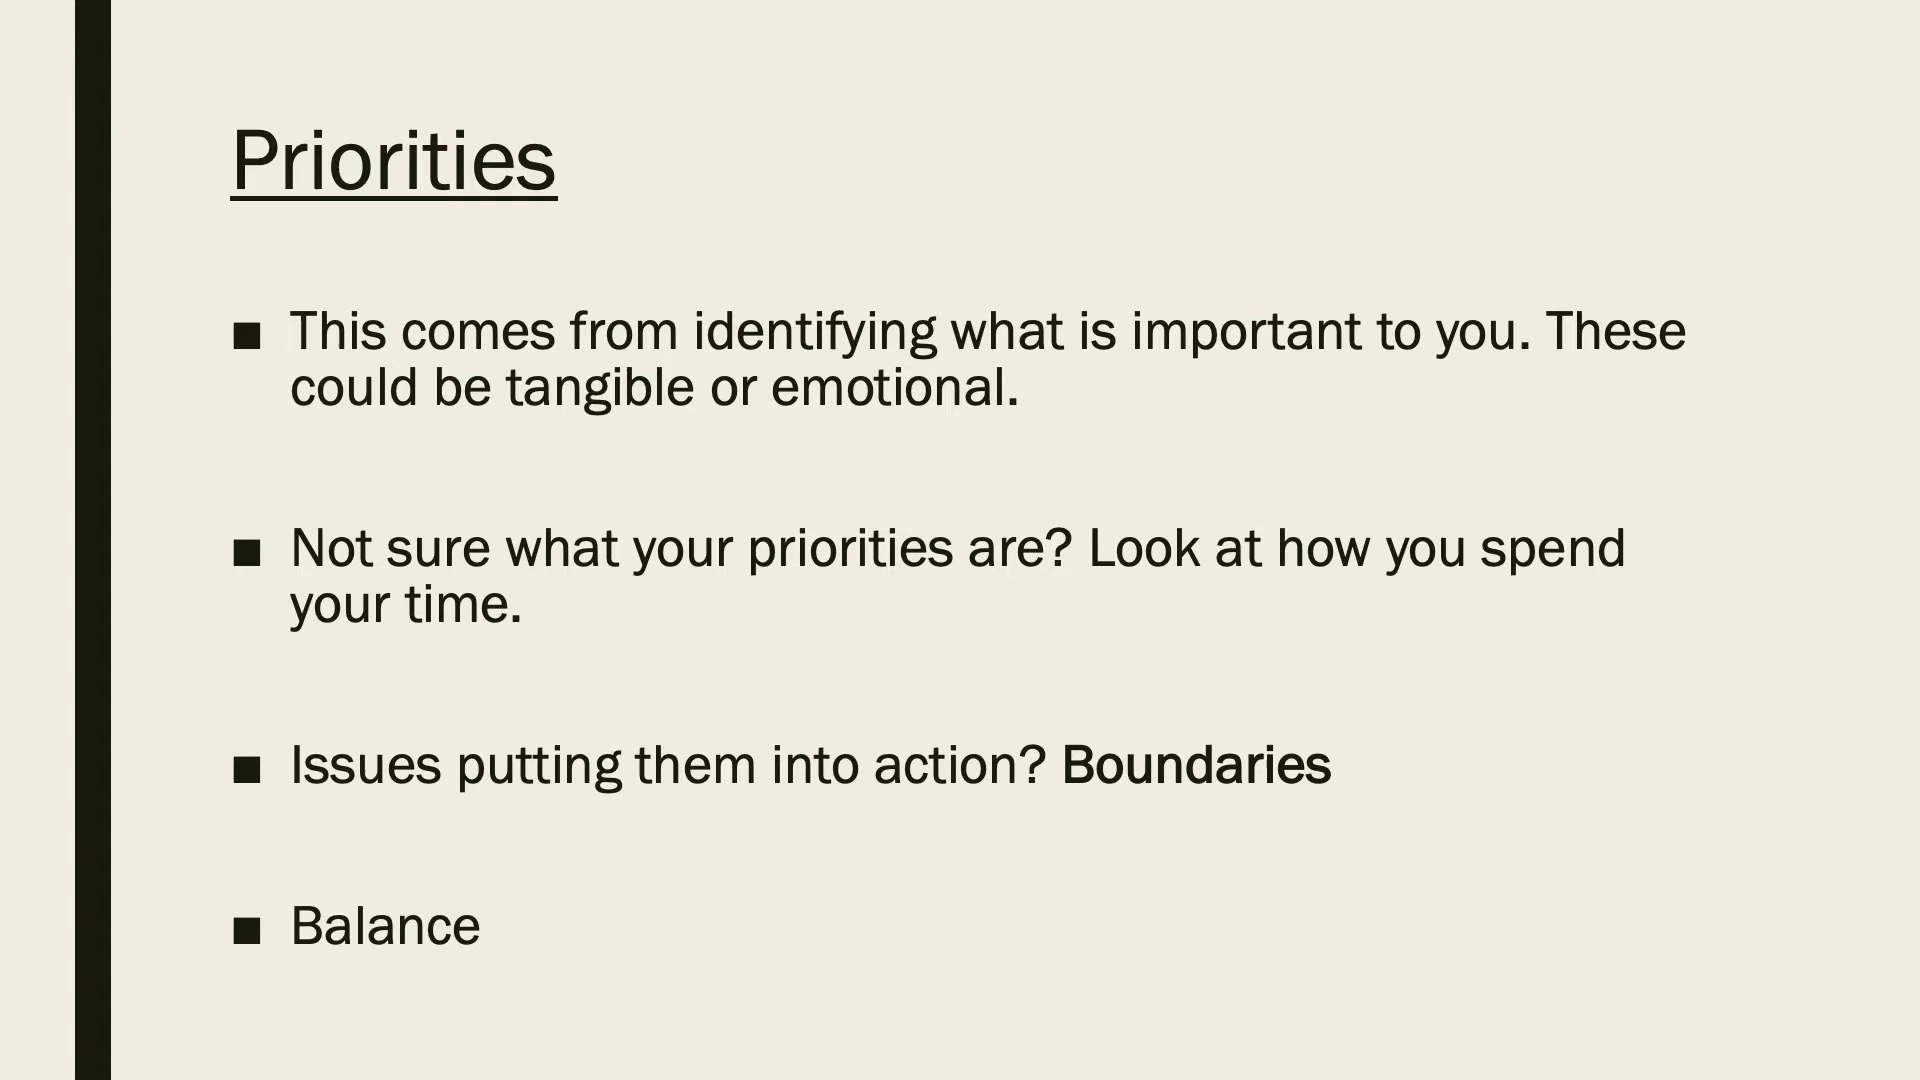 Priorities
■ This comes from identifying what is important to you. These
could be tangible or emotional.
■ Not sure what your priorities are? Look at how you spend
your time.
■ Issues putting them into action? Boundaries
■ Balance